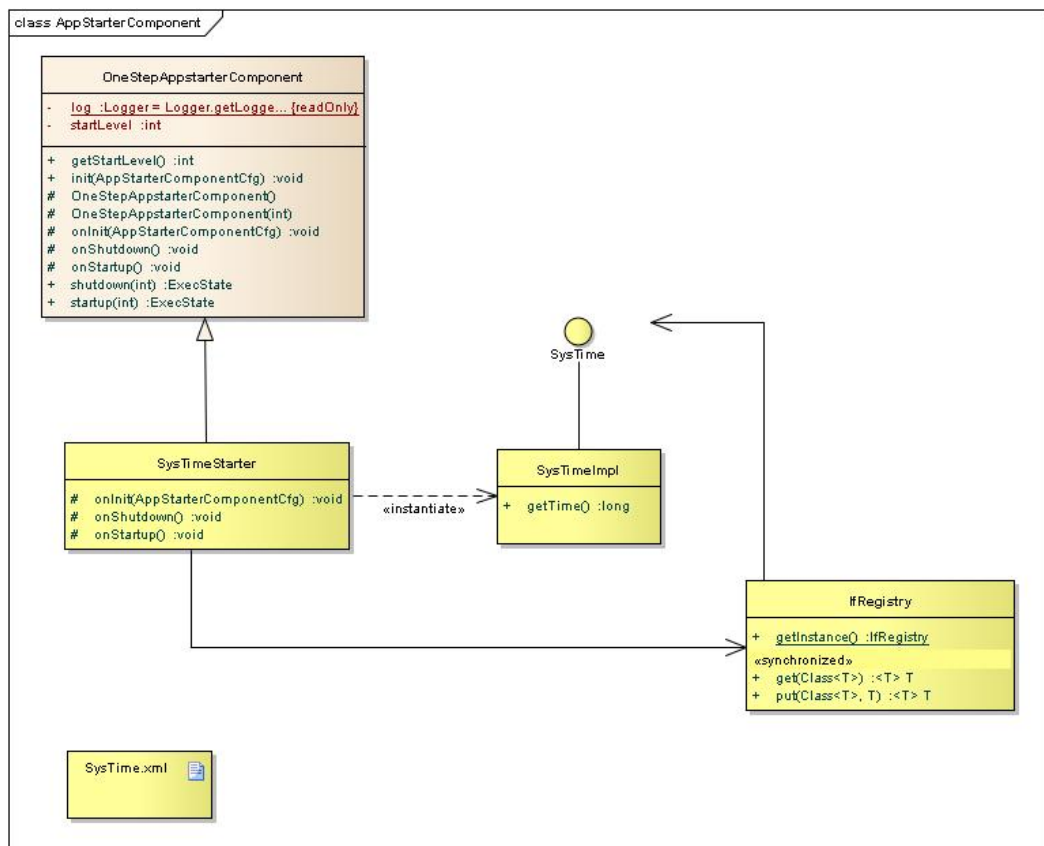 class AppStarterComponent
OneStepAppstarterComponent
- log :Logger = Logger.getLogge... {readOnly}
- startLevel :int
+ getStartLevel() :int
+ init(AppStarterComponentCfg) :void
# OneStepAppstarterComponent()
# OneStepAppstarterComponent(int)
# onInit(AppStarterComponentCfg) :void
# onShutdown() :void
# onStartup() :void
+ shutdown(int) :ExecState
+ startup(int) :ExecState
SysTime
SysTimeStarter
# onInit(AppStarterComponentCfg) :void
# onShutdown() :void
# onStartup() :void
«instantiate»
SysTimeImpl
+ getTime() :long
IfRegistry
+ getInstance() :IfRegistry
«synchronized»
+ get(Class<T>) :<T> T
+ put(Class<T>, T) :<T> T
SysTime.xml